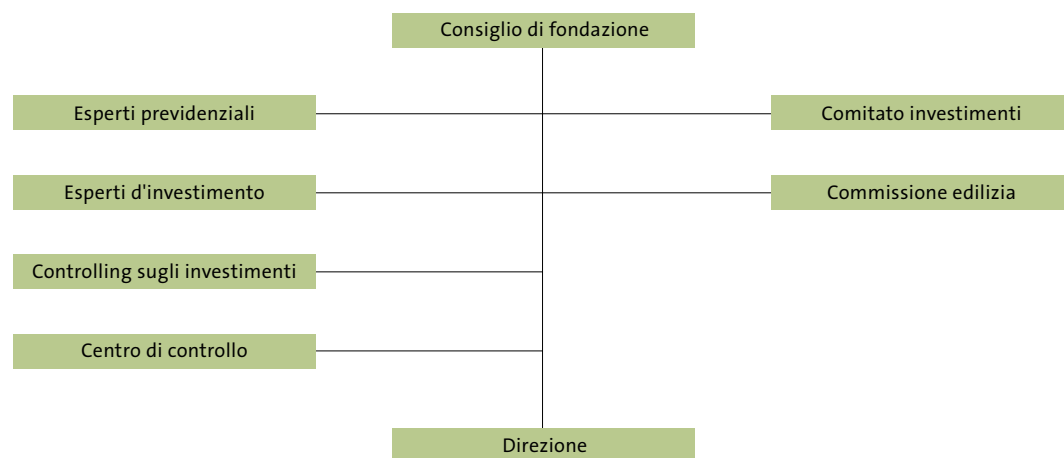 Consiglio di fondazione
Esperti previdenziali
Comitato investimenti
Esperti d'investimento
Commissione edilizia
Controlling sugli investimenti
Centro di controllo
Direzione